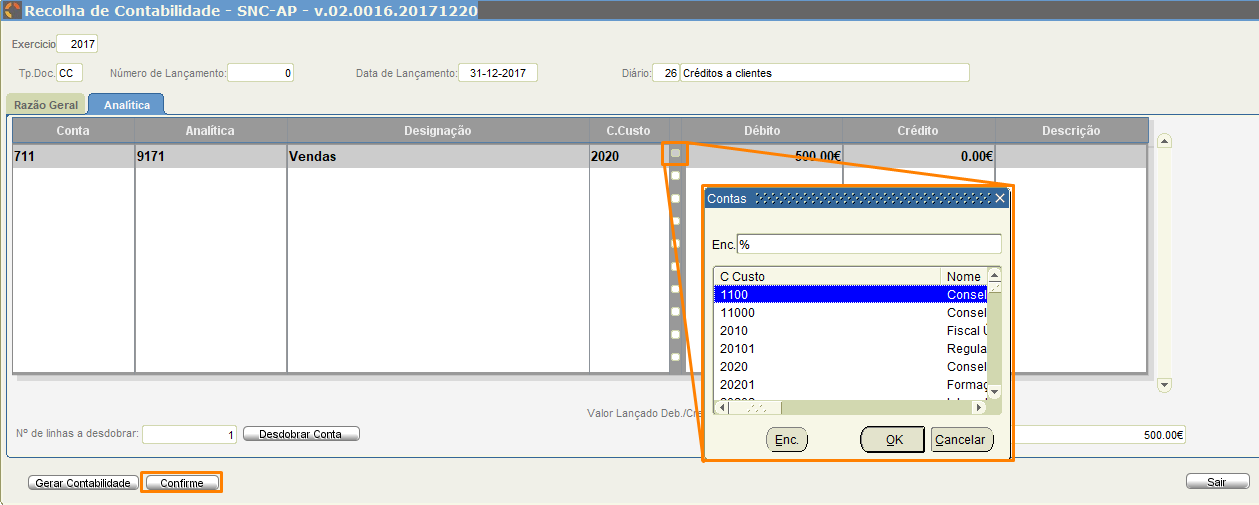 Recolha de Contabilidade - SNC-AP - v.02.0016.20171220
Exercicio 2017
Tp.Doc. CC Número de Lançamento: 0 Data de Lançamento: 31-12-2017 Diário: 26 Créditos a clientes
Razão Geral Analítica
Conta Analítica Designação C.Custo Débito Crédito Descrição
711 9171 Vendas 2020 500.00€ 0.00€
Contas
Enc. %
C Custo Nome
1100 Consel
11000 Consel
2010 Fiscal Ú
20101 Regula
2020 Consel
20201 Formaç
Enc. OK Cancelar
Valor Lançado Deb./Cre
Nº de linhas a desdobrar: 1 Desdobrar Conta 500.00€
Gerar Contabilidade Confirme Sair